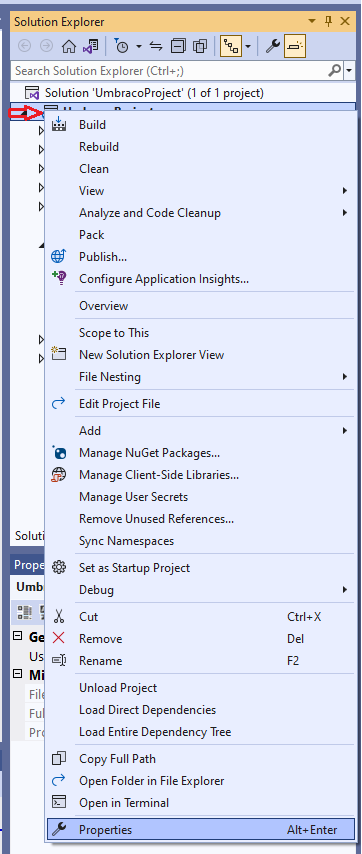 Solution Explorer
Search Solution Explorer (Ctrl+;)
Solution 'UmbracoProject' (1 of 1 project)
Build
Rebuild
Clean
View
Analyze and Code Cleanup
Pack
Publish...
Configure Application Insights...
Overview
Scope to This
New Solution Explorer View
File Nesting
Edit Project File
Add
Manage NuGet Packages...
Manage Client-Side Libraries...
Manage User Secrets
Remove Unused References...
Sync Namespaces
Solut
Set as Startup Project
Prope
Debug
Umb
Cut Ctrl+X
Remove Del
Ge
Us
Rename F2
Mi
Unload Project
File
Load Direct Dependencies
Ful
Load Entire Dependency Tree
Pro
Copy Full Path
Open Folder in File Explorer
Open in Terminal
Properties Alt+Enter